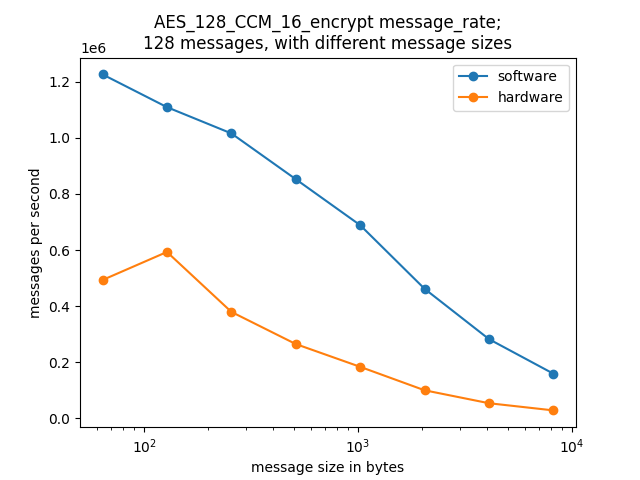 AES_128_CCM_16_encrypt message_rate;
128 messages, with different message sizes
1e6
software
hardware
1.2
1.0
0.8
0.6
0.4
0.2
0.0
messages per second
10²
10³
10⁴
message size in bytes